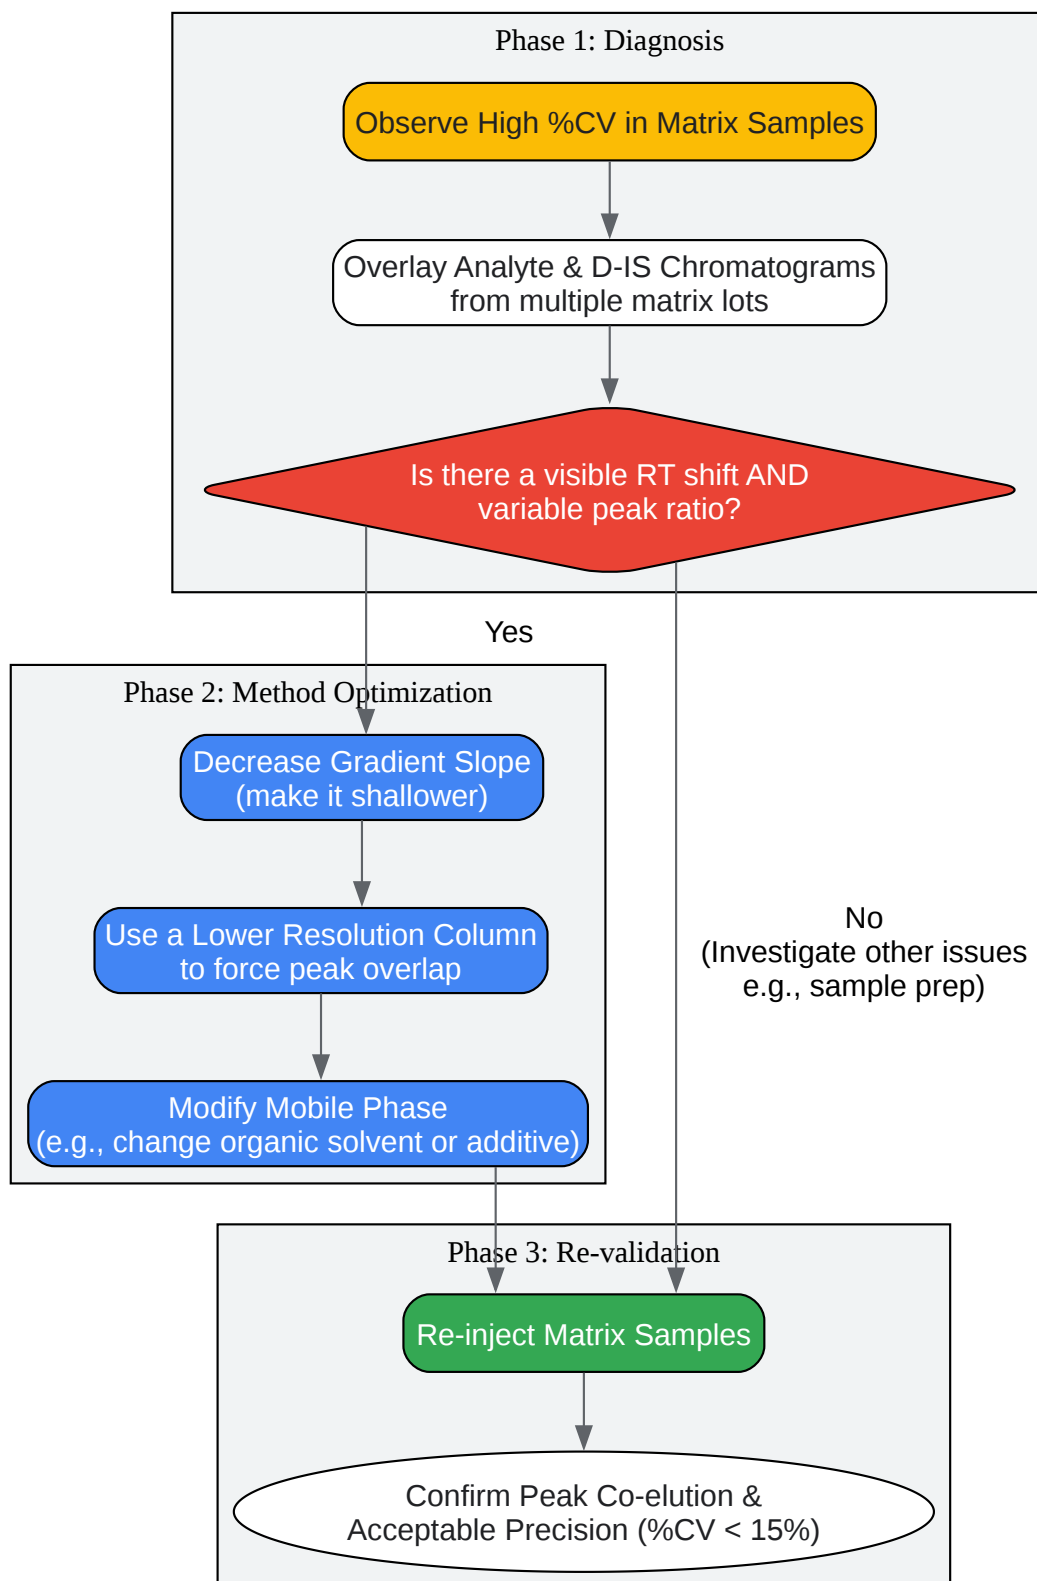 Phase 1: Diagnosis
Observe High %CV in Matrix Samples
Overlay Analyte & D-IS Chromatograms
from multiple matrix lots
Is there a visible RT shift AND
variable peak ratio?
Yes
Phase 2: Method Optimization
Decrease Gradient Slope
(make it shallower)
Use a Lower Resolution Column
to force peak overlap
No
(Investigate other issues
e.g., sample prep)
Modify Mobile Phase
(e.g., change organic solvent or additive)
Phase 3: Re-validation
Re-inject Matrix Samples
Confirm Peak Co-elution &
Acceptable Precision (%CV < 15%)